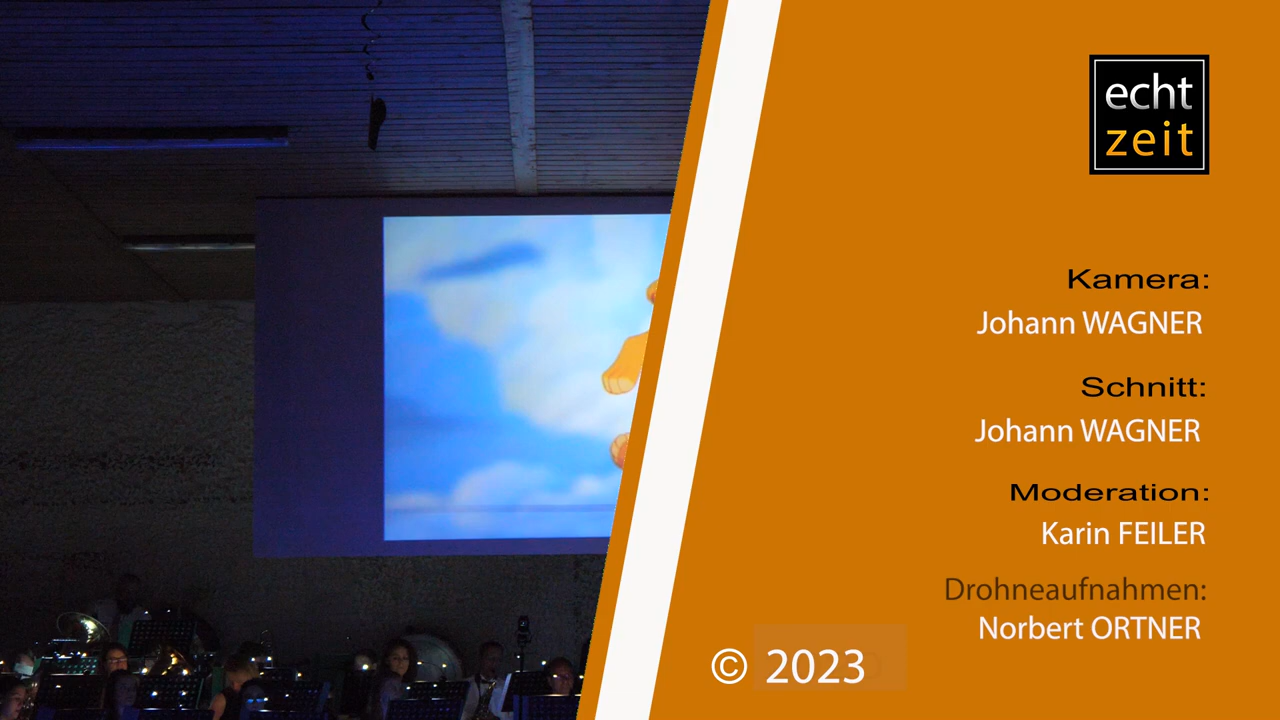 echt
zeit
Kamera:
Johann WAGNER
Schnitt:
Johann WAGNER
Moderation:
Karin FEILER
Drohneaufnahmen:
Norbert ORTNER
© 2023